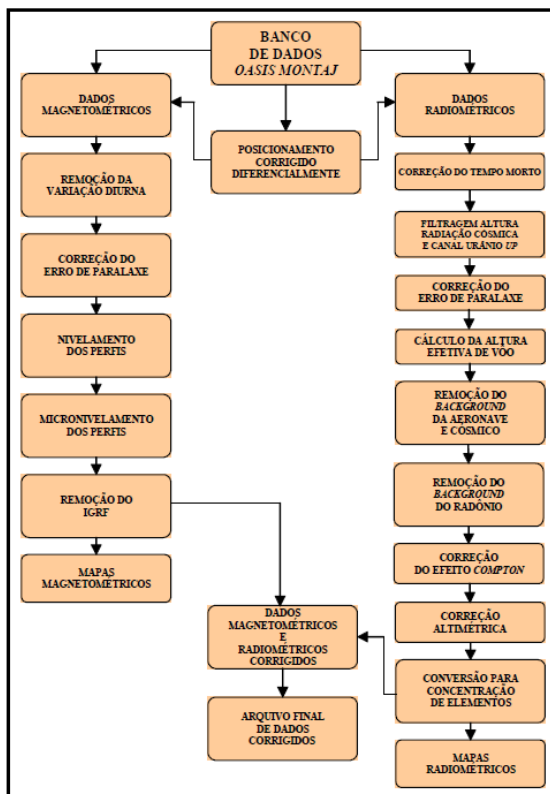 BANCO
DE DADOS
OASIS MONTAJ
DADOS
MAGNETOMÉTRICOS
DADOS
RADIOMÉTRICOS
POSICIONAMENTO
CORRIGIDO
DIFERENCIALMENTE
REMOÇÃO DA
VARIAÇÃO DIURNA
CORREÇÃO DO
ERRO DE PARALAXE
NIVELAMENTO
DOS PERFIS
MICRONIVELAMENTO
DOS PERFIS
REMOÇÃO DO
IGRF
MAPAS
MAGNETOMÉTRICOS
CORREÇÃO DO TEMPO MORTO
FILTRAGEM ALTURA
RADIAÇÃO CÓSMICA
E CANAL URÂNIO UP
CORREÇÃO DO
ERRO DE PARALAXE
CÁLCULO DA ALTURA
EFETIVA DE VÔO
REMOÇÃO DO
BACKGROUND
DA AERONAVE
E CÓSMICO
REMOÇÃO DO
BACKGROUND
DO RADÔNIO
CORREÇÃO
DO EFEITO COMPTON
CORREÇÃO
ALTIMÉTRICA
CONVERSÃO PARA
CONCENTRAÇÃO
DE ELEMENTOS
MAPAS
RADIOMÉTRICOS
DADOS
MAGNETOMÉTRICOS
E
RADIOMÉTRICOS
CORRIGIDOS
ARQUIVO FINAL
DE DADOS
CORRIGIDOS